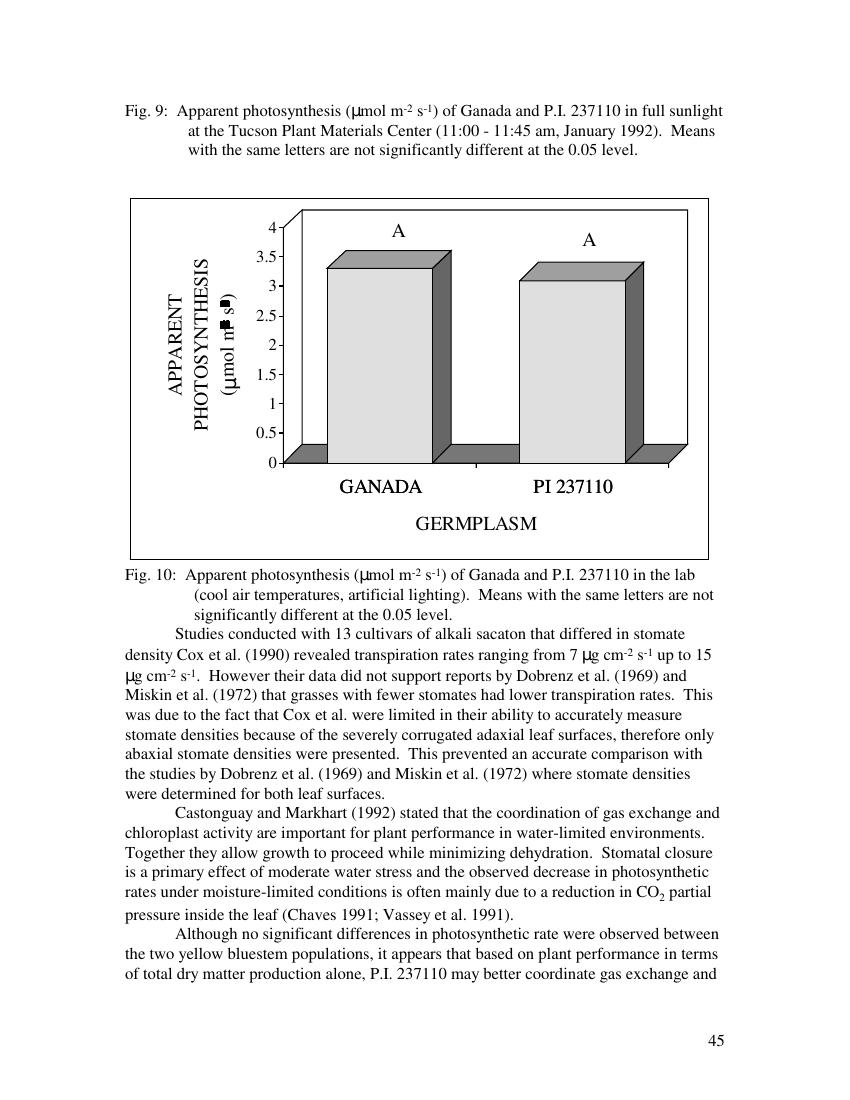 Fig. 9:  Apparent photosynthesis (µmol m-2 s-1) of Ganada and P.I. 237110 in full sunlight
at the Tucson Plant Materials Center (11:00 - 11:45 am, January 1992).  Means
with the same letters are not significantly different at the 0.05 level.
4
3.5
3
2.5
2
1.5
1
0.5
0
APPARENT
PHOTOSYNTHESIS
(µmol m s )
A
A
GANADA
PI 237110
GERMPLASM
Fig. 10:  Apparent photosynthesis (µmol m-2 s-1) of Ganada and P.I. 237110 in the lab
(cool air temperatures, artificial lighting).  Means with the same letters are not
significantly different at the 0.05 level.
Studies conducted with 13 cultivars of alkali sacaton that differed in stomate
density Cox et al. (1990) revealed transpiration rates ranging from 7 µg cm-2 s-1 up to 15
µg cm-2 s-1.  However their data did not support reports by Dobrenz et al. (1969) and
Miskin et al. (1972) that grasses with fewer stomates had lower transpiration rates.  This
was due to the fact that Cox et al. were limited in their ability to accurately measure
stomate densities because of the severely corrugated adaxial leaf surfaces, therefore only
abaxial stomate densities were presented.  This prevented an accurate comparison with
the studies by Dobrenz et al. (1969) and Miskin et al. (1972) where stomate densities
were determined for both leaf surfaces.
Castonguay and Markhart (1992) stated that the coordination of gas exchange and
chloroplast activity are important for plant performance in water-limited environments.
Together they allow growth to proceed while minimizing dehydration.  Stomatal closure
is a primary effect of moderate water stress and the observed decrease in photosynthetic
rates under moisture-limited conditions is often mainly due to a reduction in CO2 partial
pressure inside the leaf (Chaves 1991; Vassey et al. 1991).
Although no significant differences in photosynthetic rate were observed between
the two yellow bluestem populations, it appears that based on plant performance in terms
of total dry matter production alone, P.I. 237110 may better coordinate gas exchange and
45